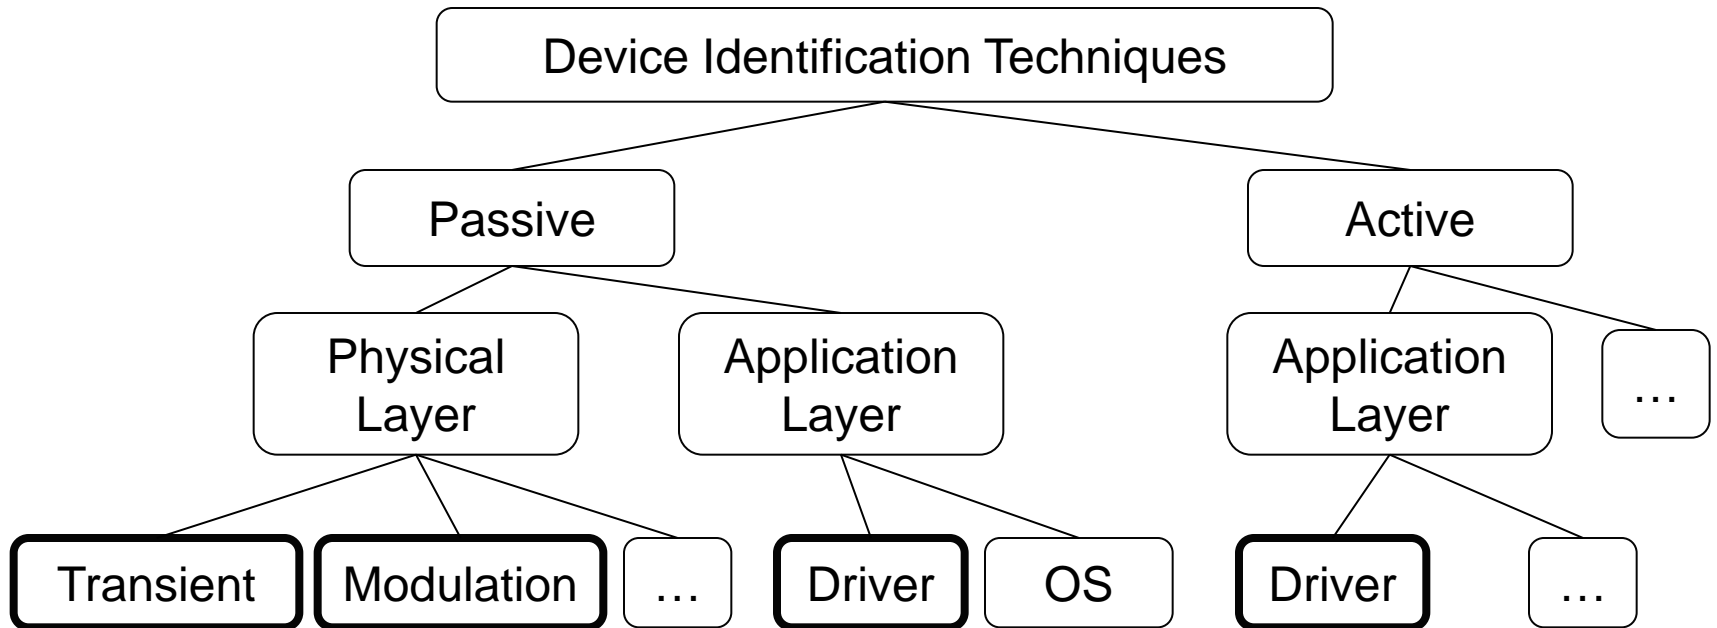 Device Identification Techniques
Passive
Active
Physical
Layer
Application
Layer
Application
Layer
…
Transient
Modulation
…
Driver
OS
Driver
…